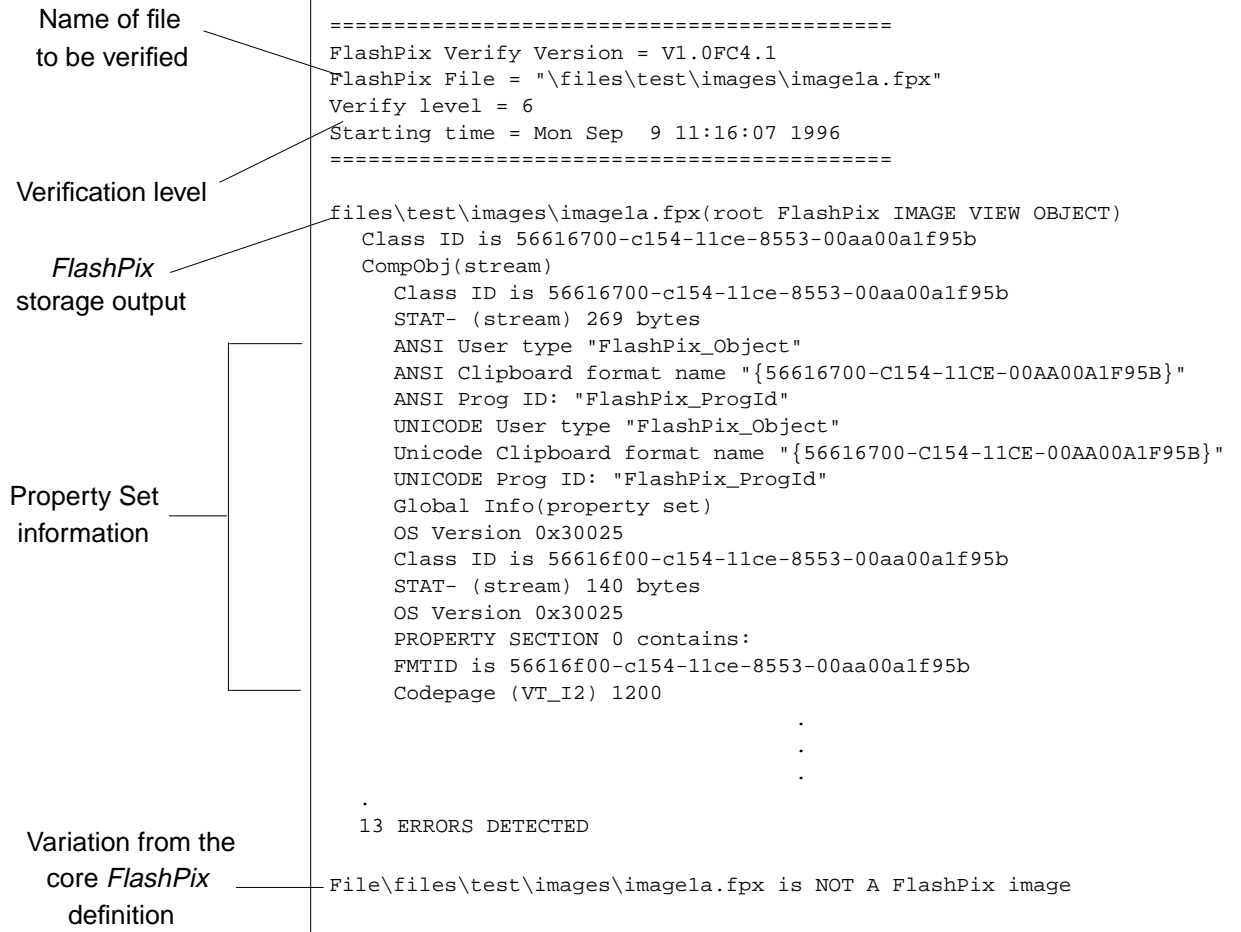 Name of file
to be verified
Verification level
FlashPix
storage output
Property Set
information
Variation from the
core FlashPix
definition
============================================
FlashPix Verify Version = V1.0FC4.1
FlashPix File = "\files\test\images\image1a.fpx"
Verify level = 6
Starting time = Mon Sep  9 11:16:07 1996
============================================
files\test\images\image1a.fpx(root FlashPix IMAGE VIEW OBJECT)
Class ID is 56616700-c154-11ce-8553-00aa00a1f95b
CompObj(stream)
Class ID is 56616700-c154-11ce-8553-00aa00a1f95b
STAT- (stream) 269 bytes
ANSI User type "FlashPix_Object"
ANSI Clipboard format name "{56616700-C154-11CE-00AA00A1F95B}"
ANSI Prog ID: "FlashPix_ProgId"
UNICODE User type "FlashPix_Object"
Unicode Clipboard format name "{56616700-C154-11CE-00AA00A1F95B}"
UNICODE Prog ID: "FlashPix_ProgId"
Global Info(property set)
OS Version 0x30025
Class ID is 56616f00-c154-11ce-8553-00aa00a1f95b
STAT- (stream) 140 bytes
OS Version 0x30025
PROPERTY SECTION 0 contains:
FMTID is 56616f00-c154-11ce-8553-00aa00a1f95b
Codepage (VT_I2) 1200
.
.
.
.
13 ERRORS DETECTED
File\files\test\images\image1a.fpx is NOT A FlashPix image